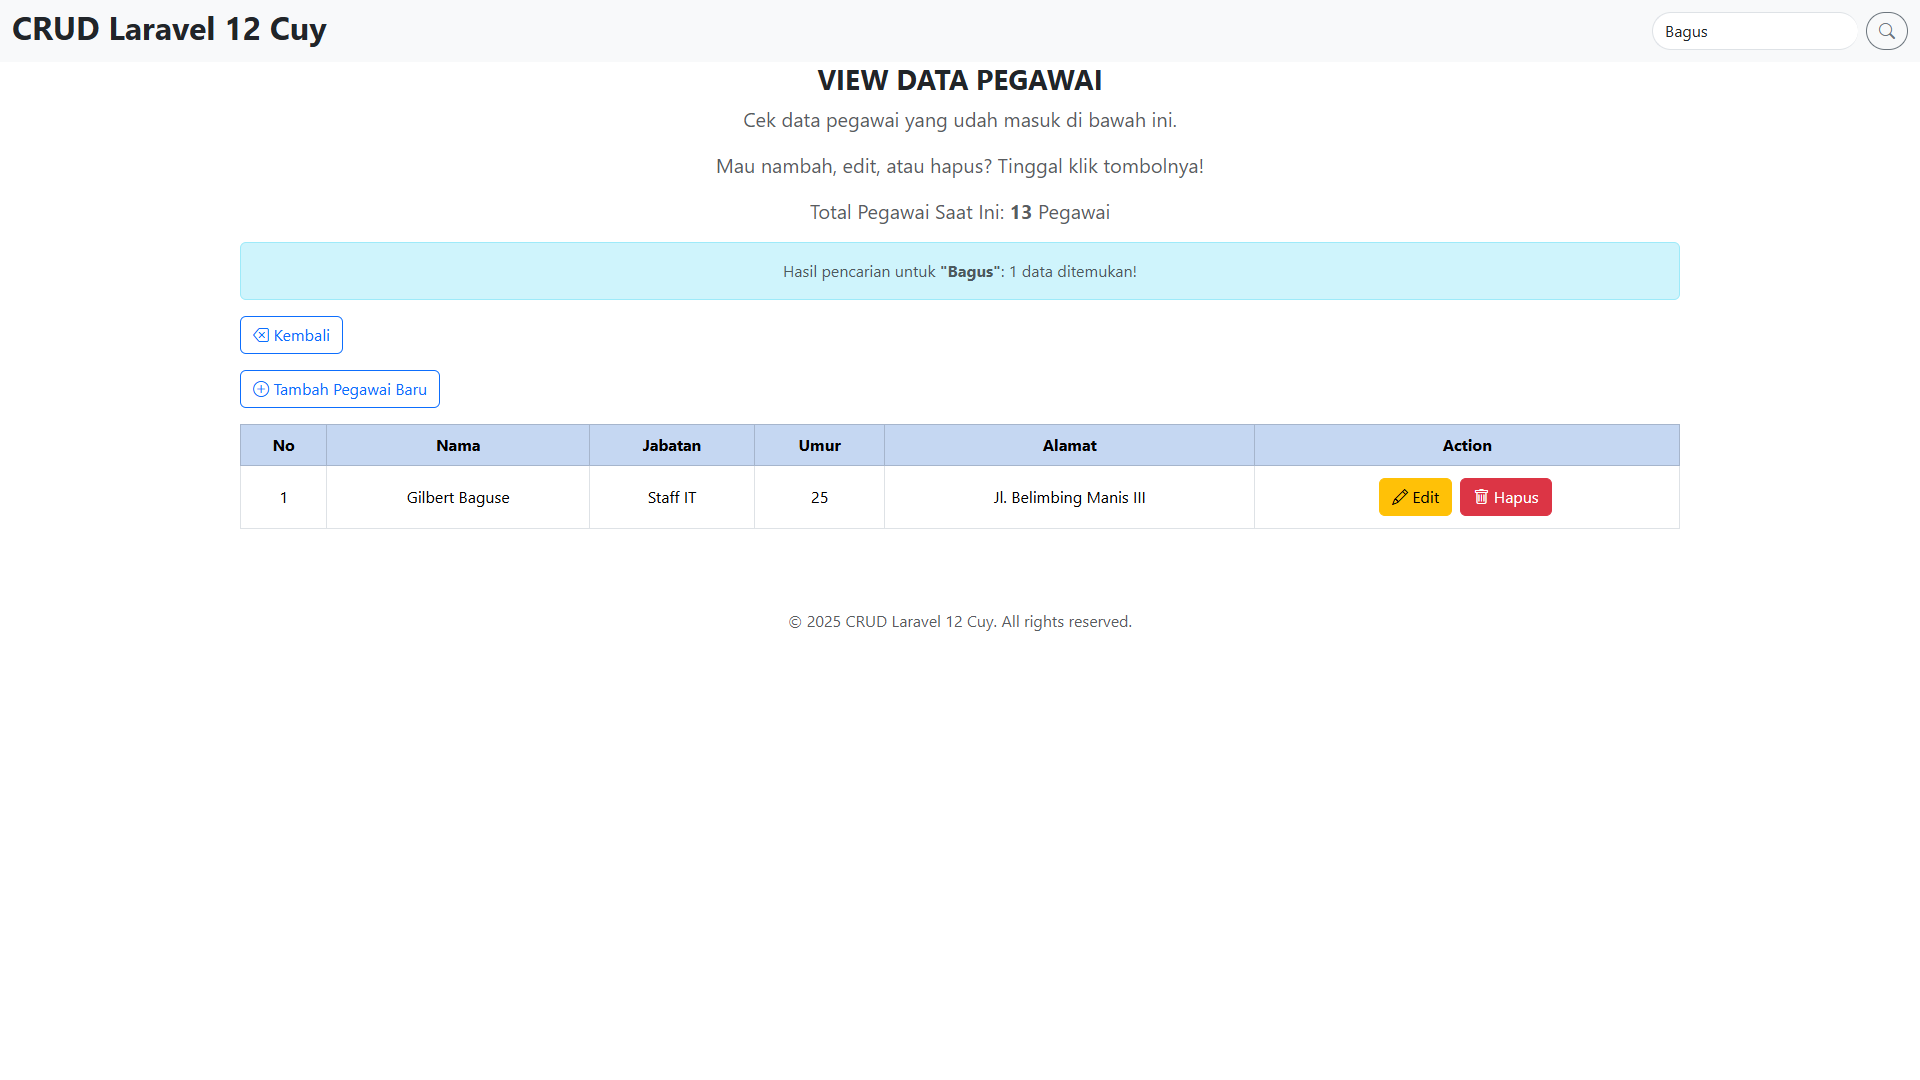 CRUD Laravel 12 Cuy
Bagus
VIEW DATA PEGAWAI
Cek data pegawai yang udah masuk di bawah ini.
Mau nambah, edit, atau hapus? Tinggal klik tombolnya!
Total Pegawai Saat Ini: 13 Pegawai
Hasil pencarian untuk "Bagus": 1 data ditemukan!
Kembali
Tambah Pegawai Baru
No Nama Jabatan Umur Alamat Action
1 Gilbert Baguse Staff IT 25 Jl. Belimbing Manis III Edit Hapus
© 2025 CRUD Laravel 12 Cuy. All rights reserved.